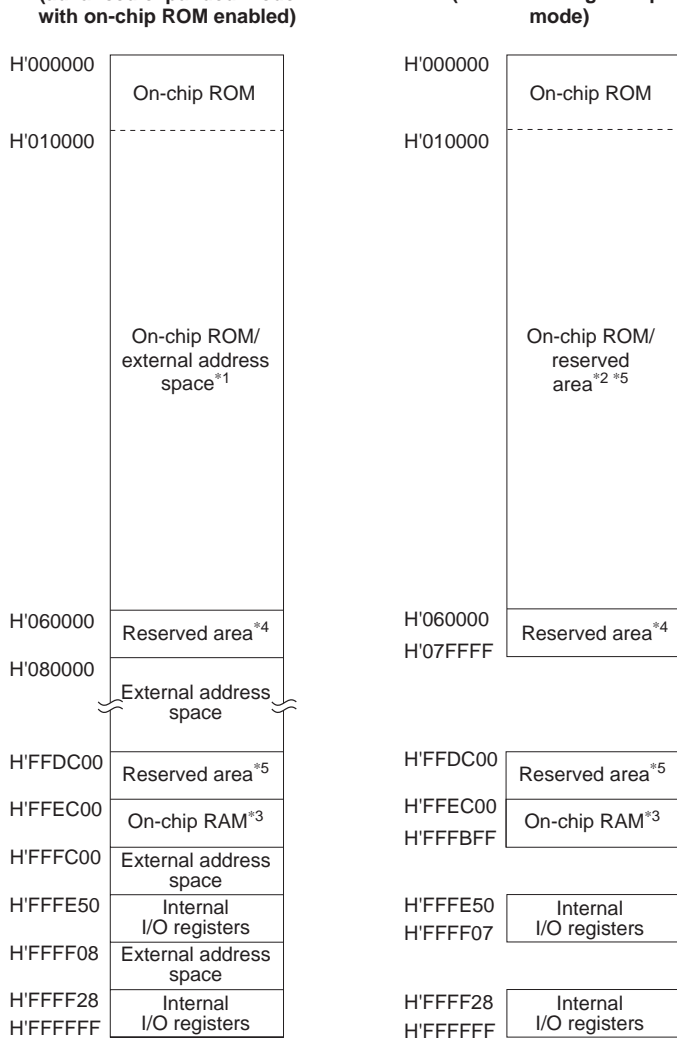 with on-chip ROM enabled)
H'000000
On-chip ROM
H'010000
On-chip ROM/
external address
space*1
H'060000
Reserved area*4
H'080000
External address
space
H'FFDC00
Reserved area*5
H'FFEC00
On-chip RAM*3
H'FFFC00
External address
space
H'FFFE50
Internal
I/O registers
H'FFFF08
External address
space
H'FFFF28
Internal
I/O registers
H'FFFFFF
mode)
H'000000
On-chip ROM
H'010000
On-chip ROM/
reserved
area*2 *5
H'060000
Reserved area*4
H'07FFFF
H'FFDC00
Reserved area*5
H'FFEC00
On-chip RAM*3
H'FFFBFF
H'FFFE50
Internal
I/O registers
H'FFFF07
H'FFFF28
Internal
I/O registers
H'FFFFFF